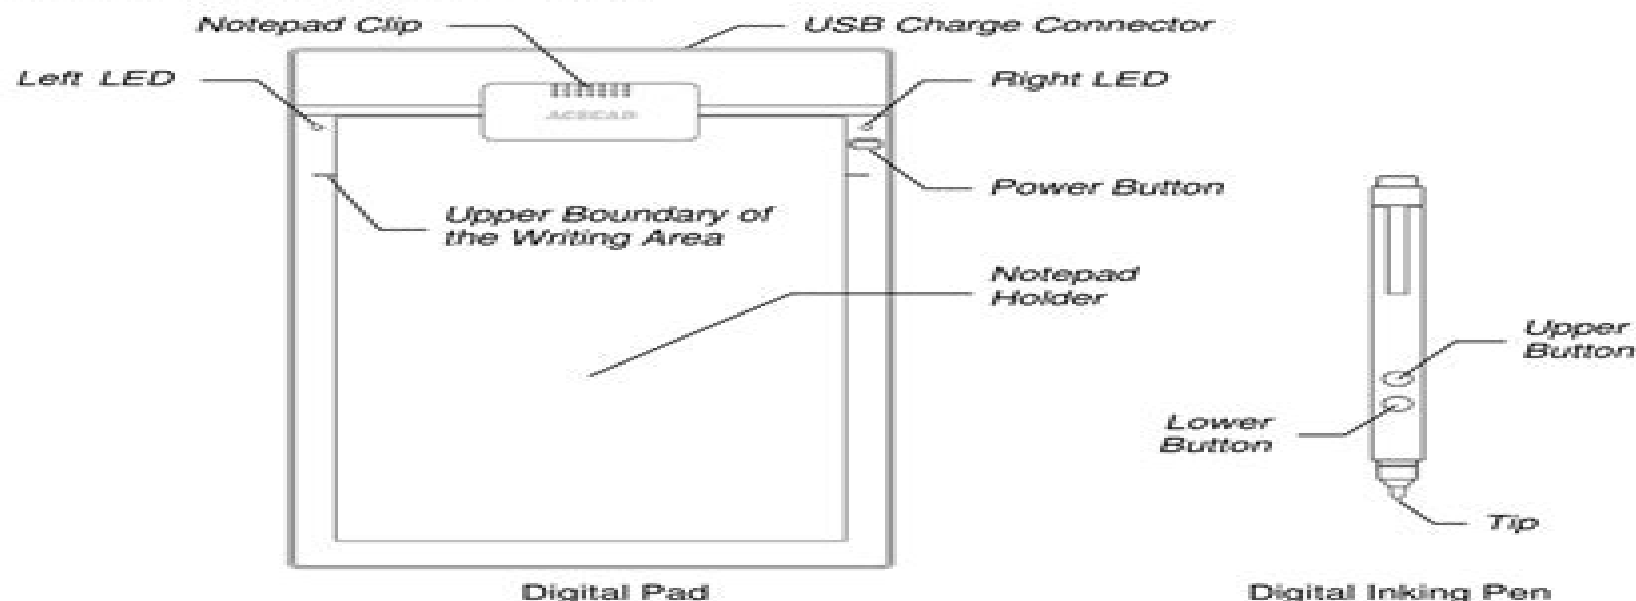 Notepad Clip
USB Charge Connector
Left LED
Right LED
ACECAD
Power Button
Upper Boundary of
the Writing Area
Notepad
Holder
Upper
Button
Lower
Button
Tip
Digital Pad
Digital Inking Pen